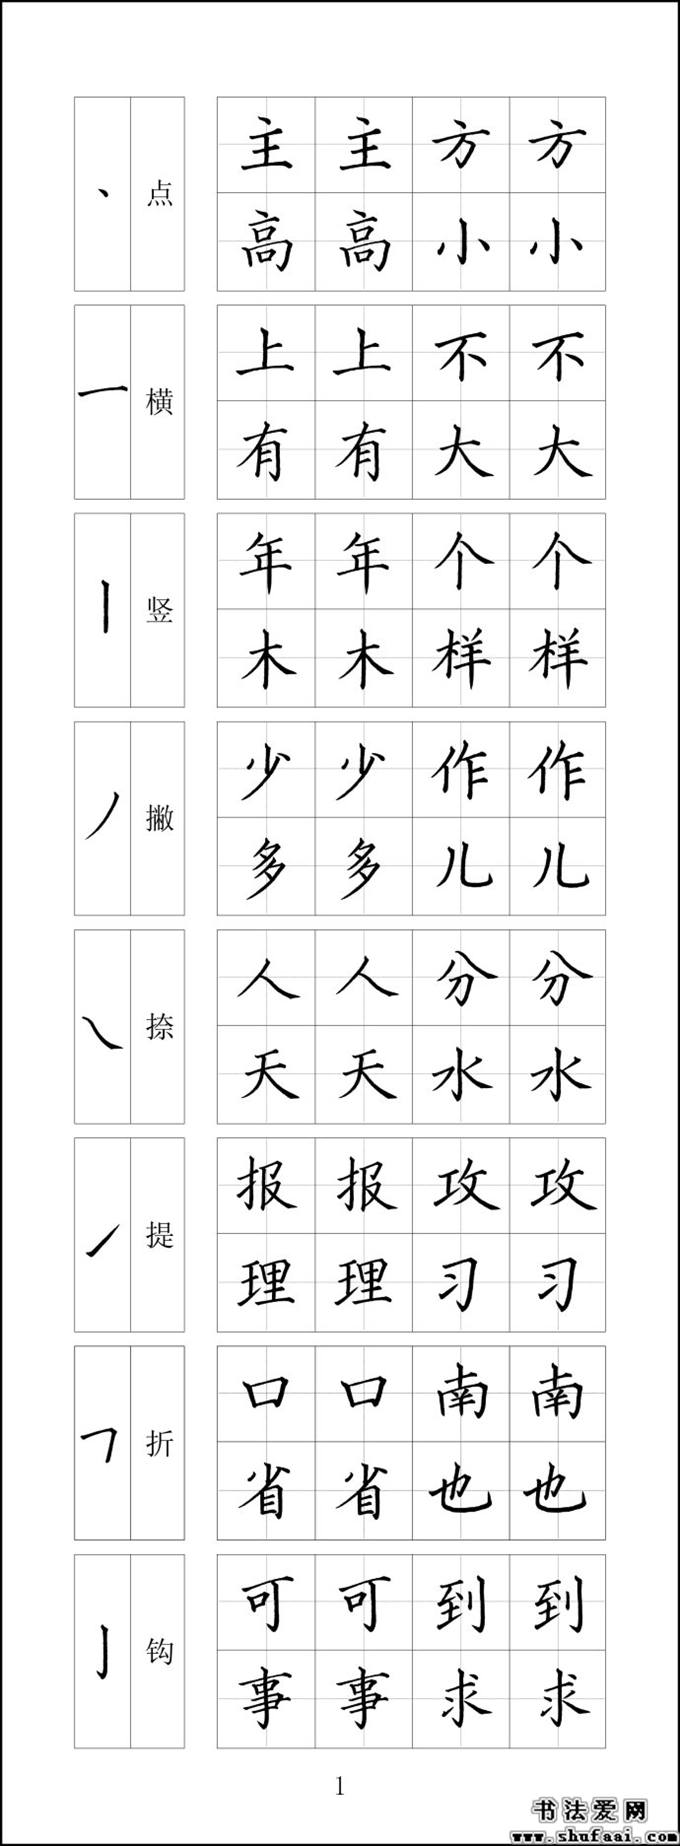 丶 点
主 主 方 方
高 高 小 小
一 横
上 上 不 不
有 有 大 大
丨 竖
年 年 个 个
木 木 样 样
丿 撇
少 少 作 作
多 多 儿 儿
㇏ 捺
人 人 分 分
天 天 水 水
㇀ 提
报 报 攻 攻
理 理 习 习
𠃍 折
口 口 南 南
省 省 也 也
亅 钩
可 可 到 到
事 事 求 求
1
书法爱网
www.shufaai.com